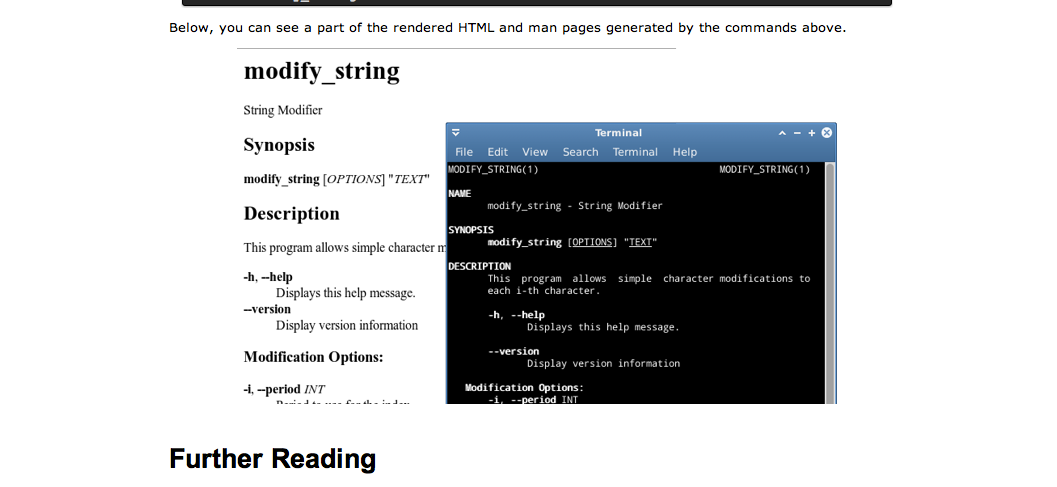 Below, you can see a part of the rendered HTML and man pages generated by the commands above.
modify_string
String Modifier
Synopsis
modify_string [OPTIONS] "TEXT"
Description
This program allows simple character m
-h, --help
Displays this help message.
--version
Display version information
Modification Options:
-i, --period INT
Terminal
File Edit View Search Terminal Help
MODIFY_STRING(1) MODIFY_STRING(1)
NAME
modify_string - String Modifier
SYNOPSIS
modify_string [OPTIONS] "TEXT"
DESCRIPTION
This program allows simple character modifications to
each i-th character.
-h, --help
Displays this help message.
--version
Display version information
Modification Options:
-i, --period INT
Further Reading